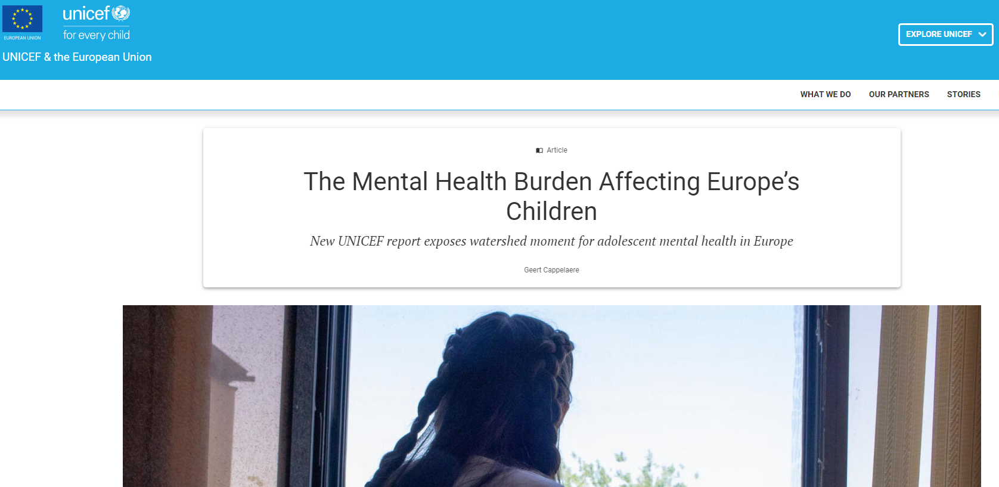 EUROPEAN UNION
unicef
for every child
UNICEF & the European Union
EXPLORE UNICEF
WHAT WE DO OUR PARTNERS STORIES
Article
The Mental Health Burden Affecting Europe’s
Children
New UNICEF report exposes watershed moment for adolescent mental health in Europe
Geert Cappelaere